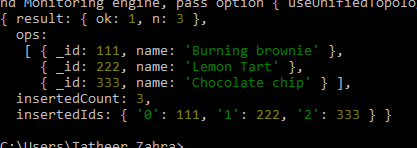 nd Monitoring engine, pass option { useUnifiedTopolo
{ result: { ok: 1, n: 3 },
ops:
[ { _id: 111, name: 'Burning brownie' },
{ _id: 222, name: 'Lemon Tart' },
{ _id: 333, name: 'Chocolate chip' } ],
insertedCount: 3,
insertedIds: { '0': 111, '1': 222, '2': 333 } }
C:\Users\Tatheer Zahra>